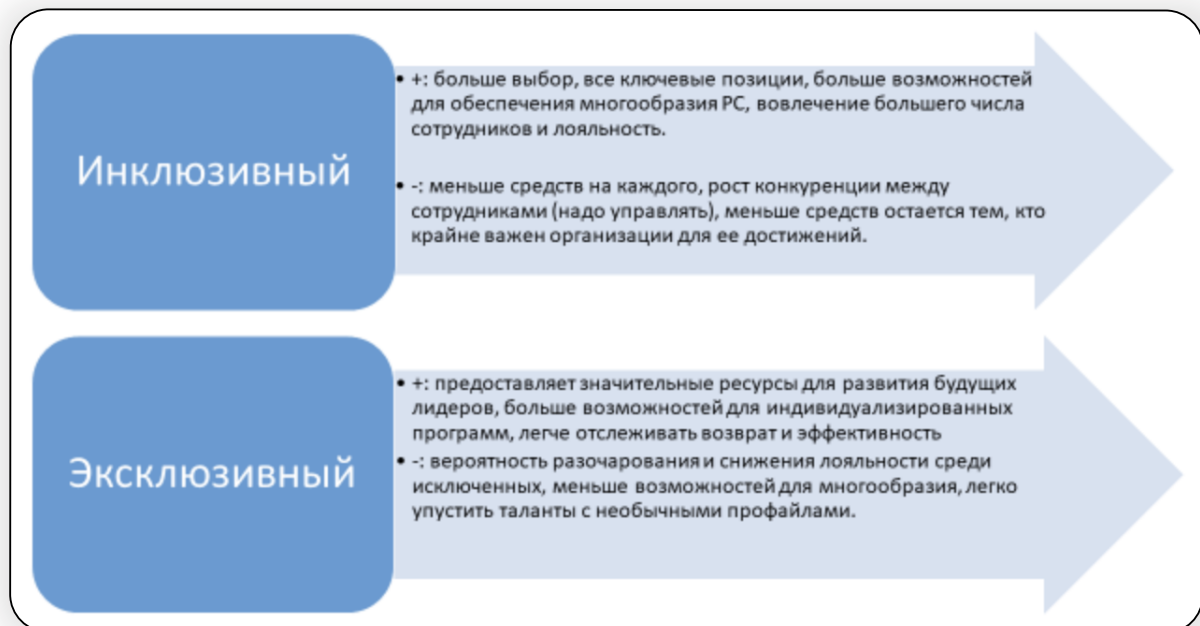 Инклюзивный
• +: больше выбор, все ключевые позиции, больше возможностей
для обеспечения многообразия РС, вовлечение большего числа
сотрудников и лояльность.
• -: меньше средств на каждого, рост конкуренции между
сотрудниками (надо управлять), меньше средств остается тем, кто
крайне важен организации для ее достижений.
Эксклюзивный
• +: предоставляет значительные ресурсы для развития будущих
лидеров, больше возможностей для индивидуализированных
программ, легче отслеживать возврат и эффективность
• -: вероятность разочарования и снижения лояльности среди
исключенных, меньше возможностей для многообразия, легко
упустить таланты с необычными профайлами.